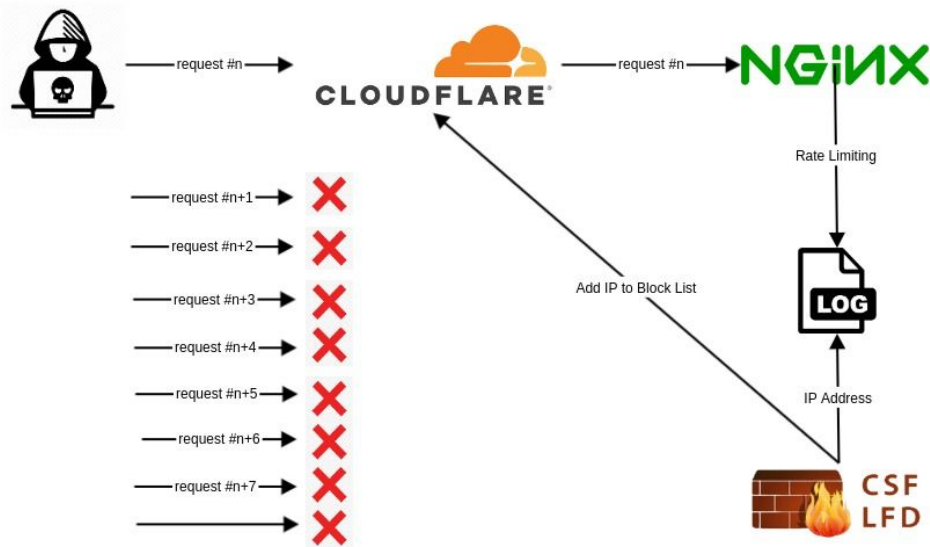 request #n
CLOUDFLARE
request #n
NGiNX
Rate Limiting
request #n+1
request #n+2
request #n+3
request #n+4
request #n+5
request #n+6
request #n+7
Add IP to Block List
LOG
IP Address
CSF
LFD